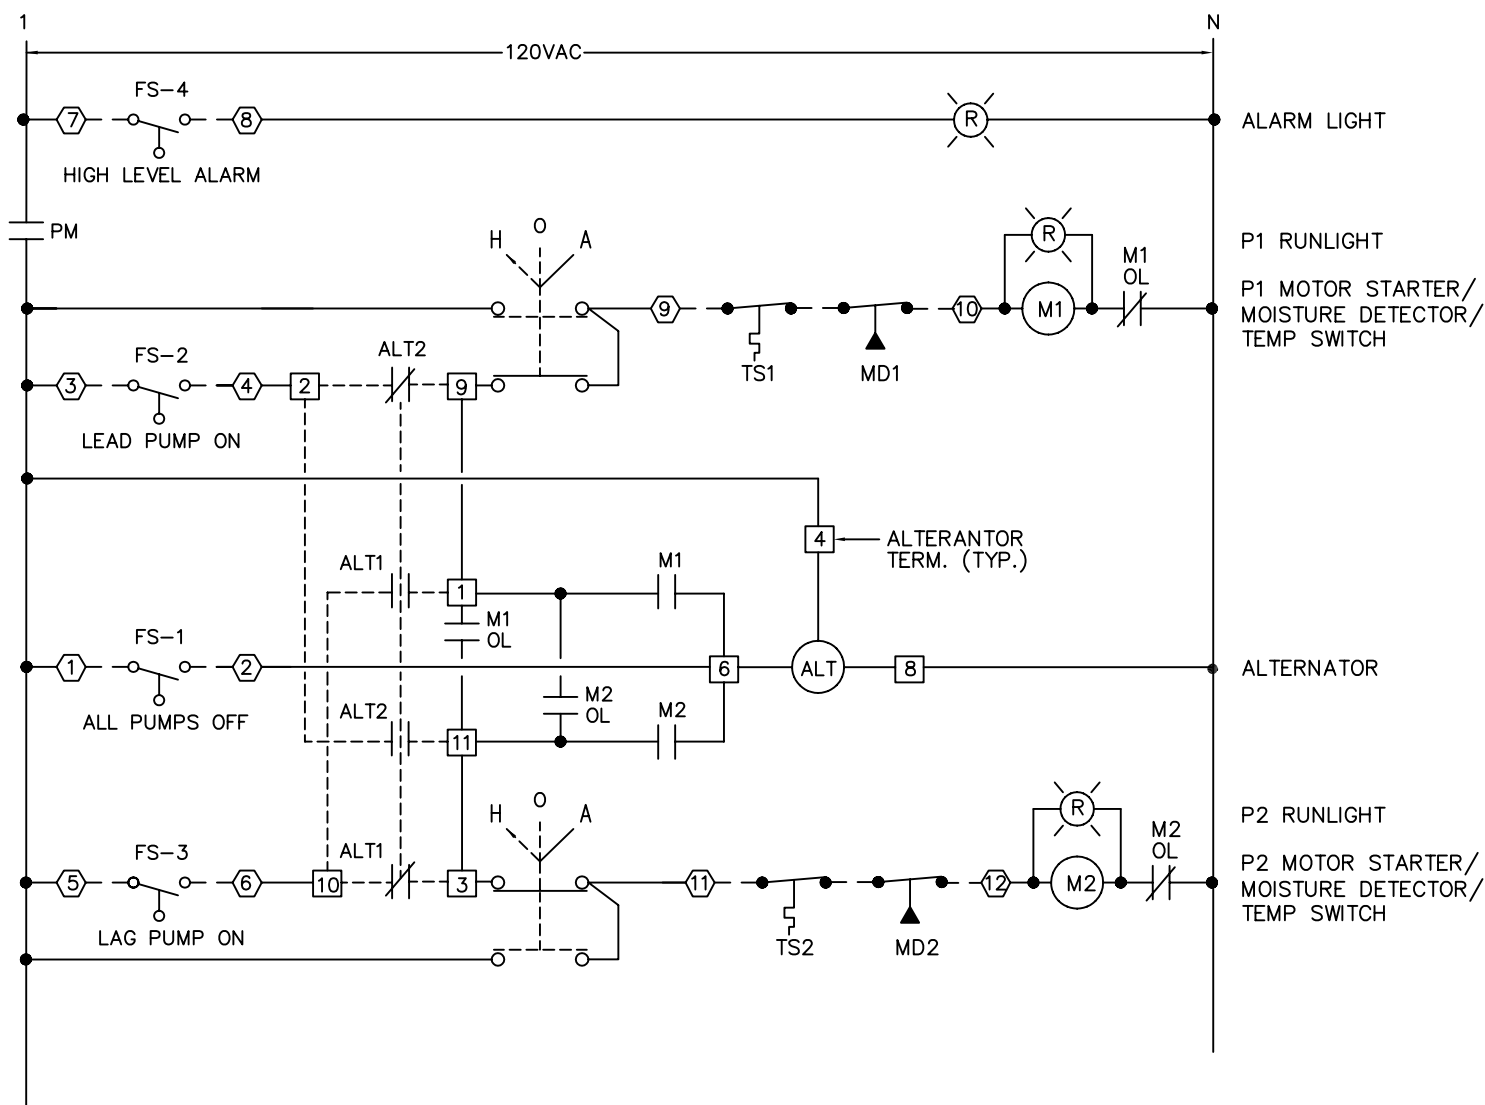 1
N
120VAC
FS-4
7
8
R
ALARM LIGHT
HIGH LEVEL ALARM
PM
H
O
A
R
P1 RUNLIGHT
M1
OL
9
10
M1
P1 MOTOR STARTER/
MOISTURE DETECTOR/
TEMP SWITCH
TS1
MD1
FS-2
ALT2
3
4
2
9
LEAD PUMP ON
4
ALTERANTOR
TERM. (TYP.)
ALT1
M1
1
M1
OL
FS-1
1
2
6
ALT
8
ALTERNATOR
ALL PUMPS OFF
M2
OL
ALT2
M2
11
H
O
A
R
P2 RUNLIGHT
M2
OL
FS-3
ALT1
5
6
10
3
11
12
M2
P2 MOTOR STARTER/
MOISTURE DETECTOR/
TEMP SWITCH
LAG PUMP ON
TS2
MD2